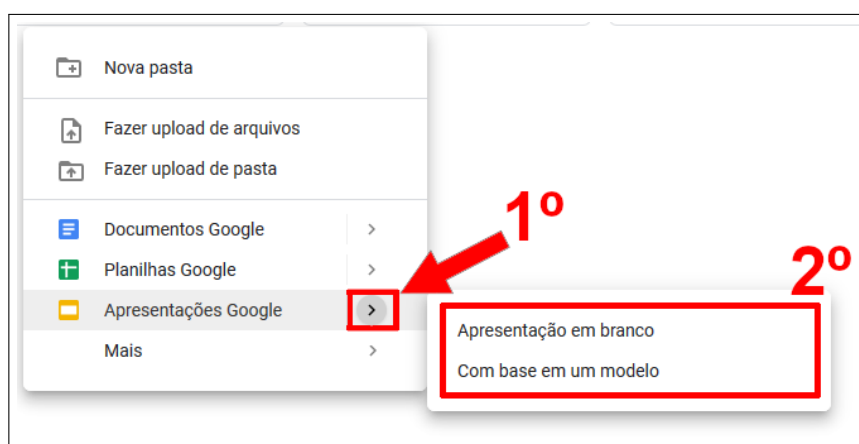 Nova pasta
Fazer upload de arquivos
Fazer upload de pasta
Documentos Google
Planilhas Google
Apresentações Google
Mais
1º
2º
Apresentação em branco
Com base em um modelo